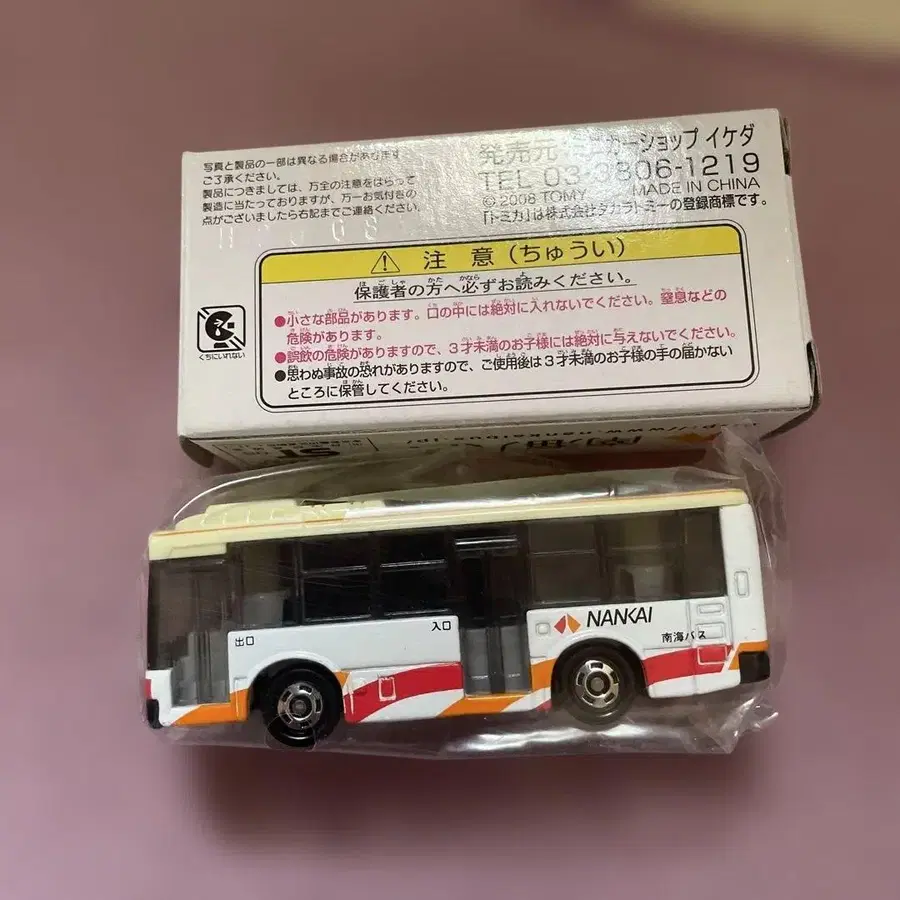 写真と製品の一部は異なる場合があります。
ご了承ください。
製品につきましては、万全の注意をはらって
製造に当たっておりますが、万一お気付きの
点がございましたら右記までご連絡ください。
発売元
カーショップ イケダ
TEL 03-3806-1219
© 2008 TOMY MADE IN CHINA
「トミカ」は株式会社タカラトミーの登録商標です。
注意(ちゅうい)
保護者の方へ必ずお読みください。
●小さな部品があります。口の中には絶対に入れないでください。窒息などの
危険があります。
●誤飲の危険がありますので、3才未満のお子様には絶対に与えないでください。
●思わぬ事故の恐れがありますので、ご使用後は3才未満のお子様の手の届かない
ところに保管してください。
くちにいれない
ST
www.nankaibus.jp/
出口
入口
NANKAI
南海バス